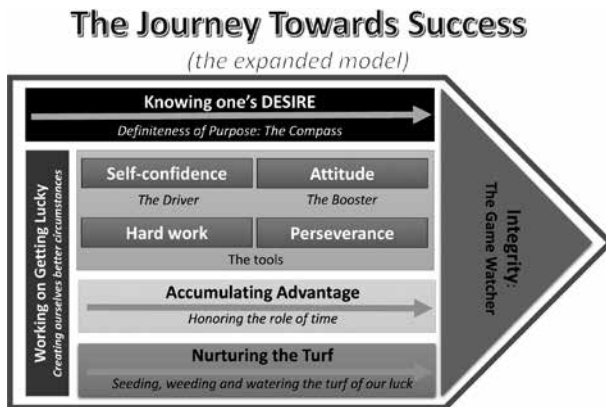 The Journey Towards Success
(the expanded model)
Knowing one's DESIRE
Definiteness of Purpose: The Compass
Working on Getting Lucky
Creating ourselves better circumstances
Self-confidence
The Driver
Attitude
The Booster
Hard work
Perseverance
The tools
Accumulating Advantage
Honoring the role of time
Nurturing the Turf
Seeding, weeding and watering the turf of our luck
Integrity:
The Game Watcher